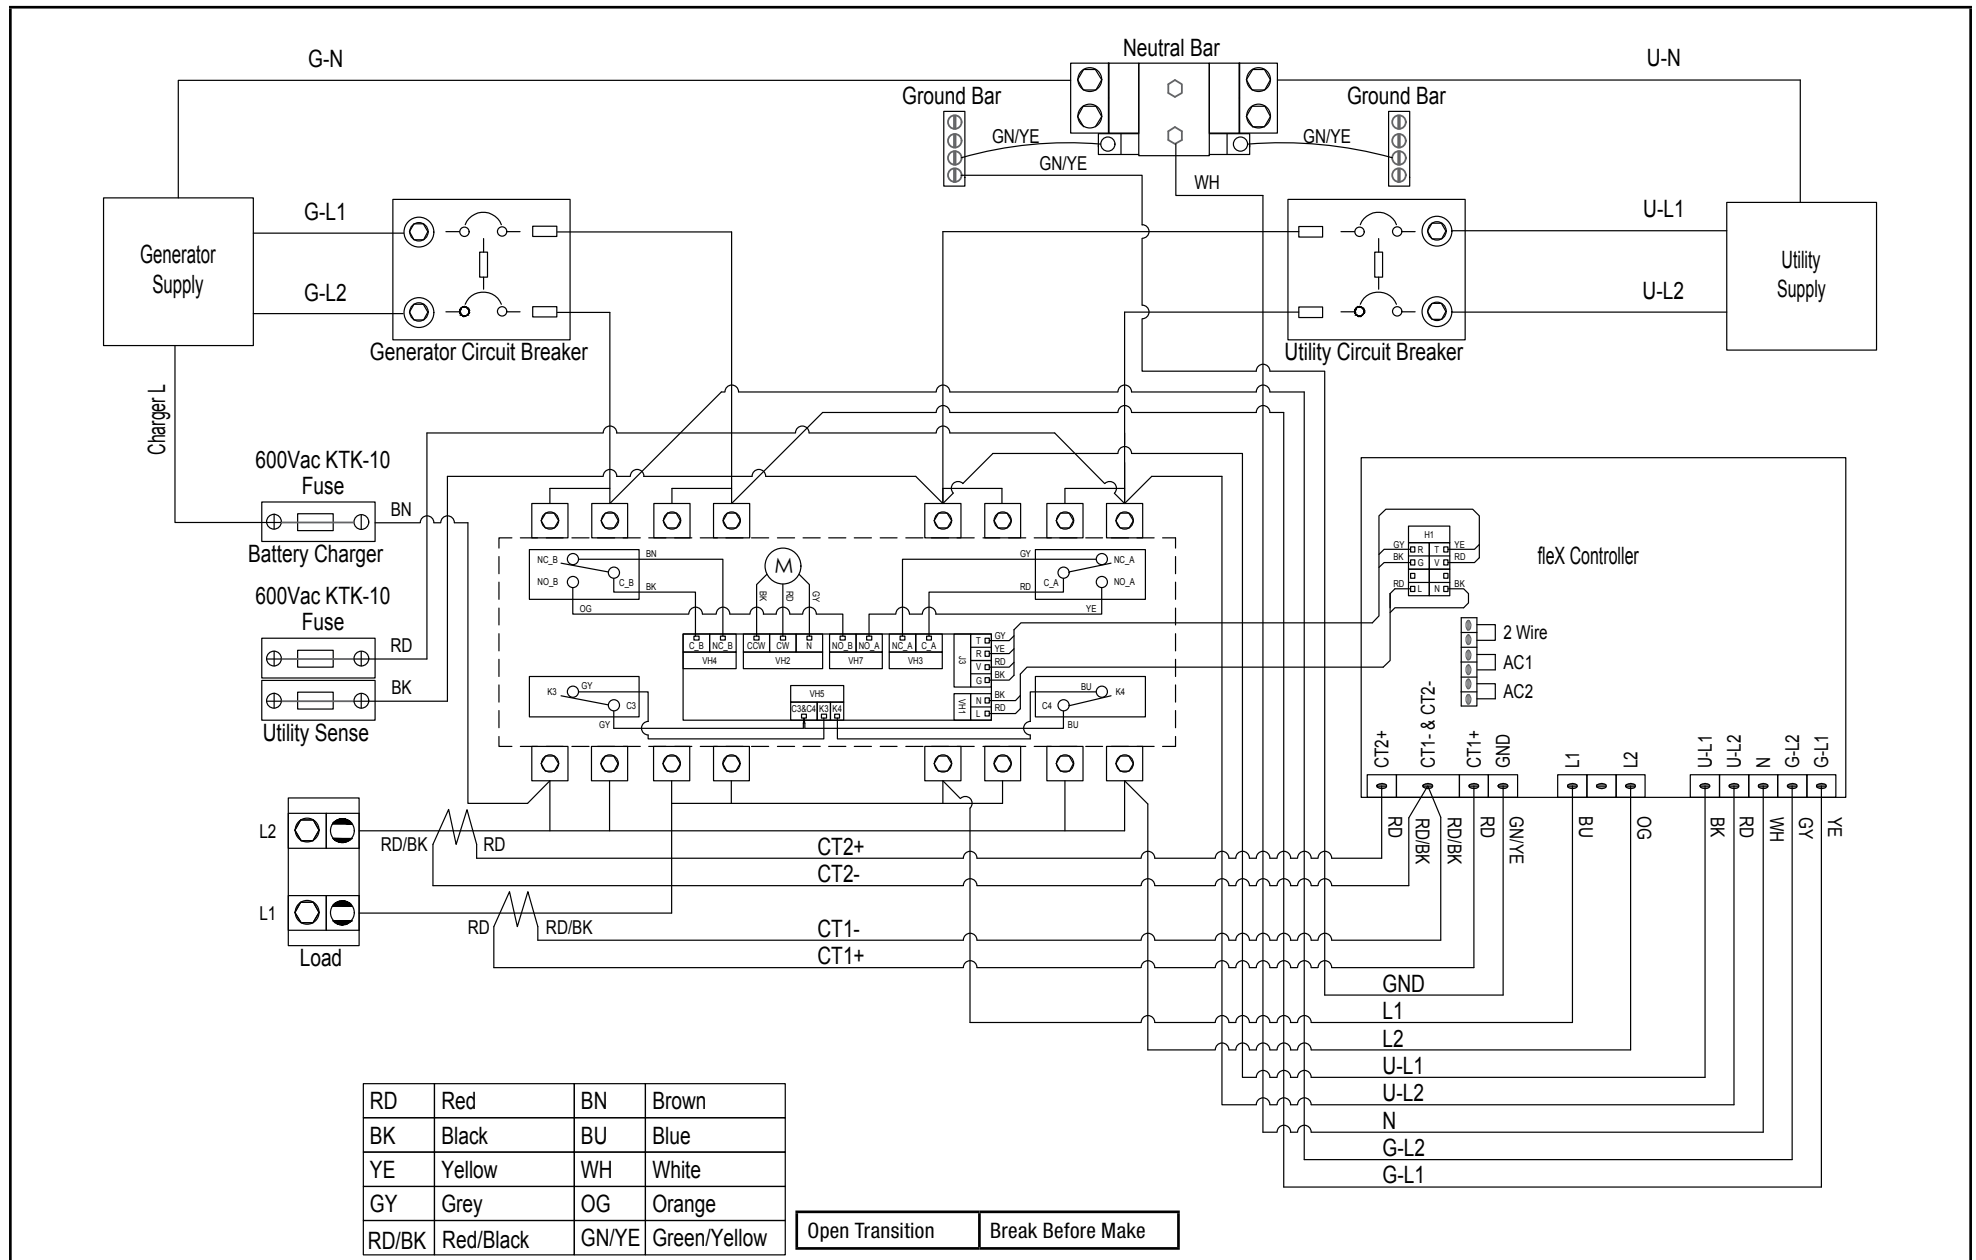 G-N
Neutral Bar
U-N
Ground Bar
Ground Bar
GN/YE
GN/YE
GN/YE
WH
G-L1
U-L1
Generator
Supply
Utility
Supply
G-L2
U-L2
Generator Circuit Breaker
Utility Circuit Breaker
Charger L
600Vac KTK-10
Fuse
BN
Battery Charger
600Vac KTK-10
Fuse
RD
BK
Utility Sense
NC_B
NO_B
C_B
BN
BK
OG
M
BK
RD
GY
GY
RD
YE
NC_A
C_A
NO_A
C_B
NC_B
VH4
CCW
CW
N
VH2
NO_B
NO_A
VH7
NC_A
C_A
VH3
J3
T
R
V
G
GY
YE
RD
BK
VH1
N
L
BK
RD
K3
GY
C3
GY
VH5
C3&C4
K3
K4
BU
K4
C4
BU
fleX Controller
H1
GY
R
T
YE
BK
G
V
RD
RD
L
N
BK
2 Wire
AC1
AC2
CT2+
CT1- & CT2-
CT1+
GND
L1
L2
U-L1
U-L2
N
G-L2
G-L1
RD
RD/BK
RD/BK
RD
GN/YE
BU
OG
BK
RD
WH
GY
YE
L2
L1
Load
RD/BK
RD
RD
RD/BK
CT2+
CT2-
CT1-
CT1+
GND
L1
L2
U-L1
U-L2
N
G-L2
G-L1
RD Red BN Brown
BK Black BU Blue
YE Yellow WH White
GY Grey OG Orange
RD/BK Red/Black GN/YE Green/Yellow
Open Transition Break Before Make